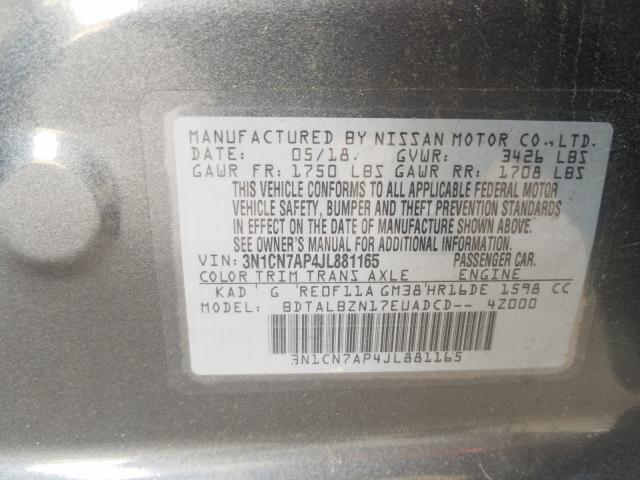 MANUFACTURED BY NISSAN MOTOR CO., LTD.
DATE: 05/18. GVWR: 3426 LBS
GAWR FR: 1750 LBS GAWR RR: 1708 LBS
THIS VEHICLE CONFORMS TO ALL APPLICABLE FEDERAL MOTOR
VEHICLE SAFETY, BUMPER AND THEFT PREVENTION STANDARDS
IN EFFECT ON THE DATE OF MANUFACTURE SHOWN ABOVE.
SEE OWNER'S MANUAL FOR ADDITIONAL INFORMATION.
VIN: 3N1CN7AP4JL881165 PASSENGER CAR.
COLOR TRIM TRANS AXLE ENGINE
KAD ' G 'RE0F11A GM38'HR16DE 1598 CC
MODEL: BDTALBZN17EUADCD-- 4Z000
3N1CN7AP4JL881165